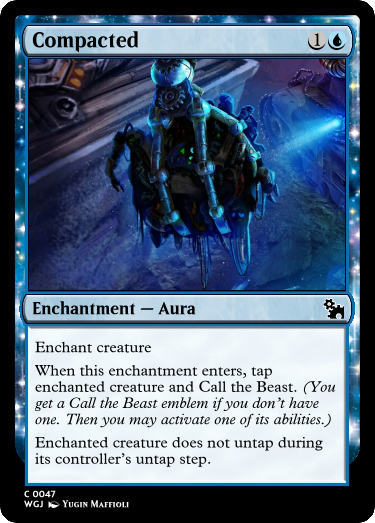 Compacted 1
Enchantment — Aura
Enchant creature
When this enchantment enters, tap
enchanted creature and Call the Beast. (You
get a Call the Beast emblem if you don't have
one. Then you may activate one of its abilities.)
Enchanted creature does not untap during
its controller's untap step.
C 0047
WGJ Yugin Maffioli